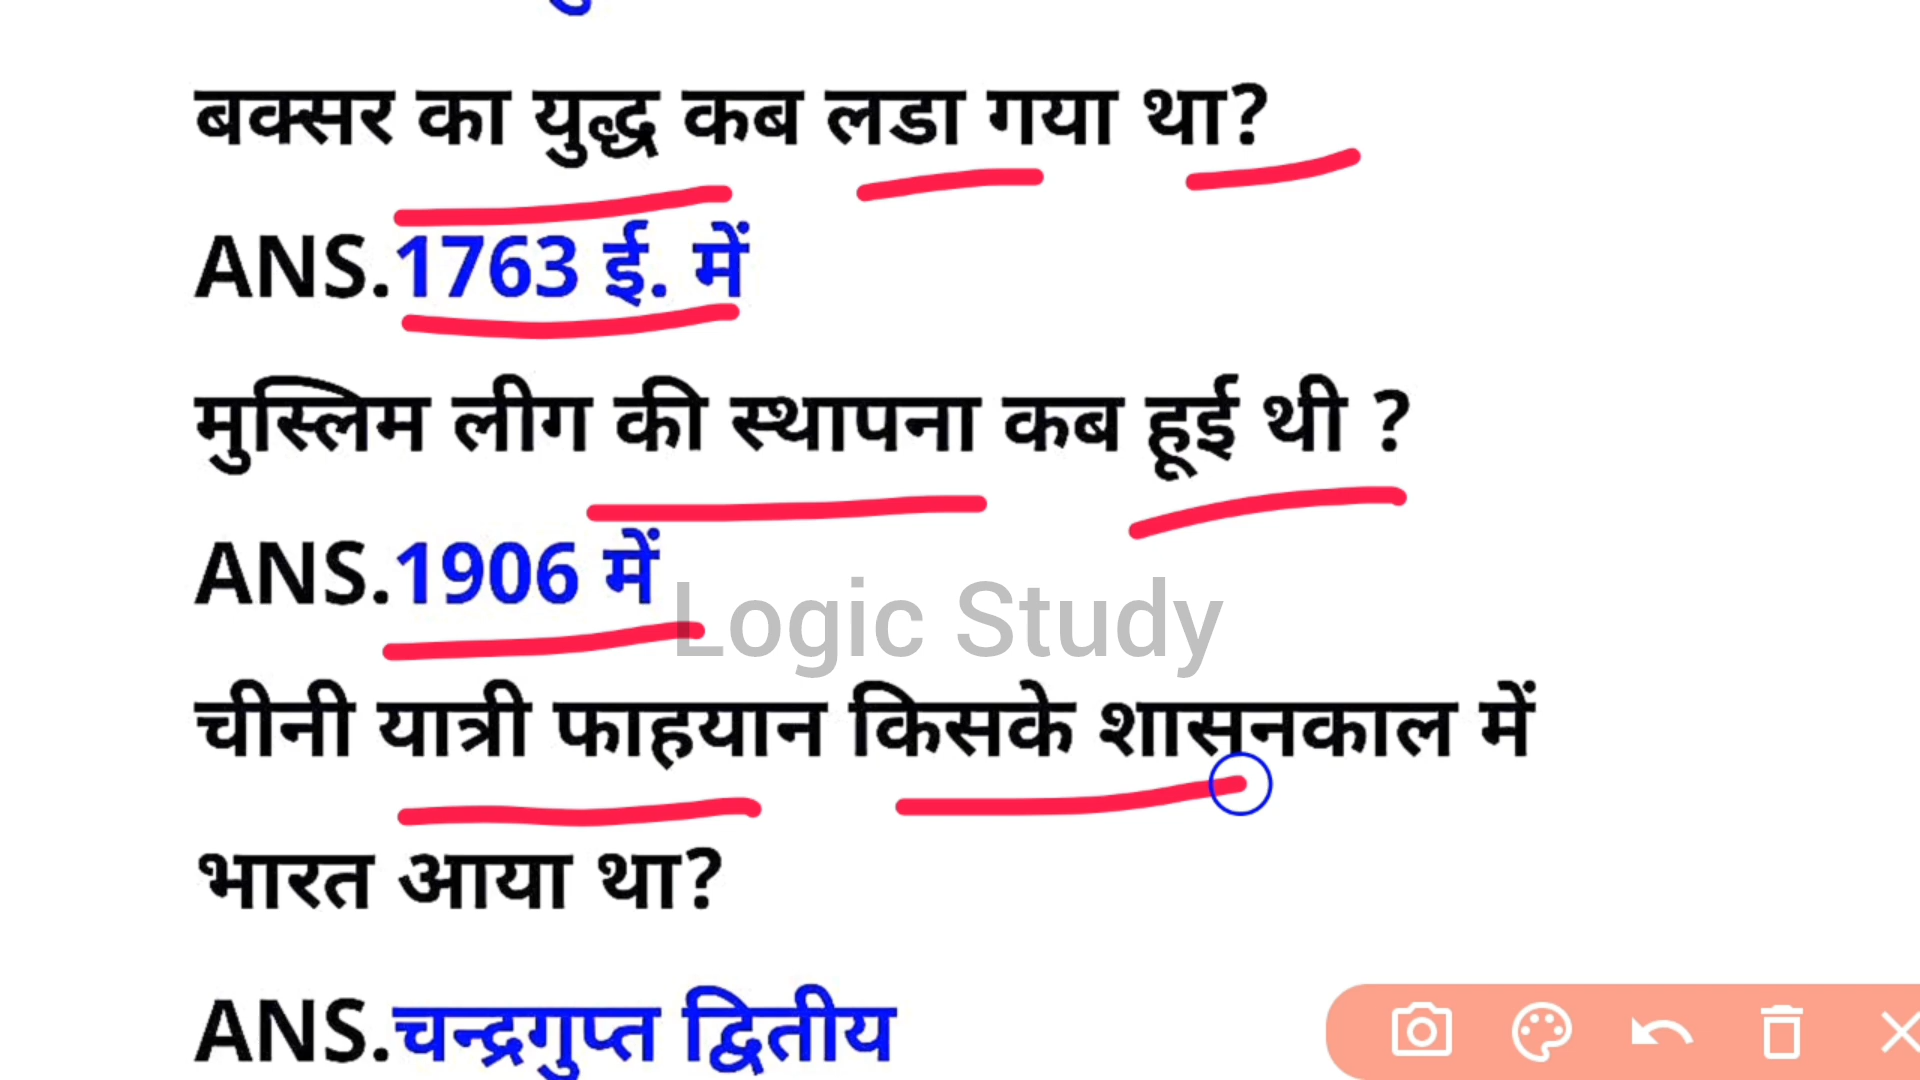 बक्सर का युद्ध कब लडा गया था?
ANS.1763 ई. में
मुस्लिम लीग की स्थापना कब हूई थी ?
ANS.1906 में
Logic Study
चीनी यात्री फाहयान किसके शासनकाल में
भारत आया था?
ANS.चन्द्रगुप्त द्वितीय